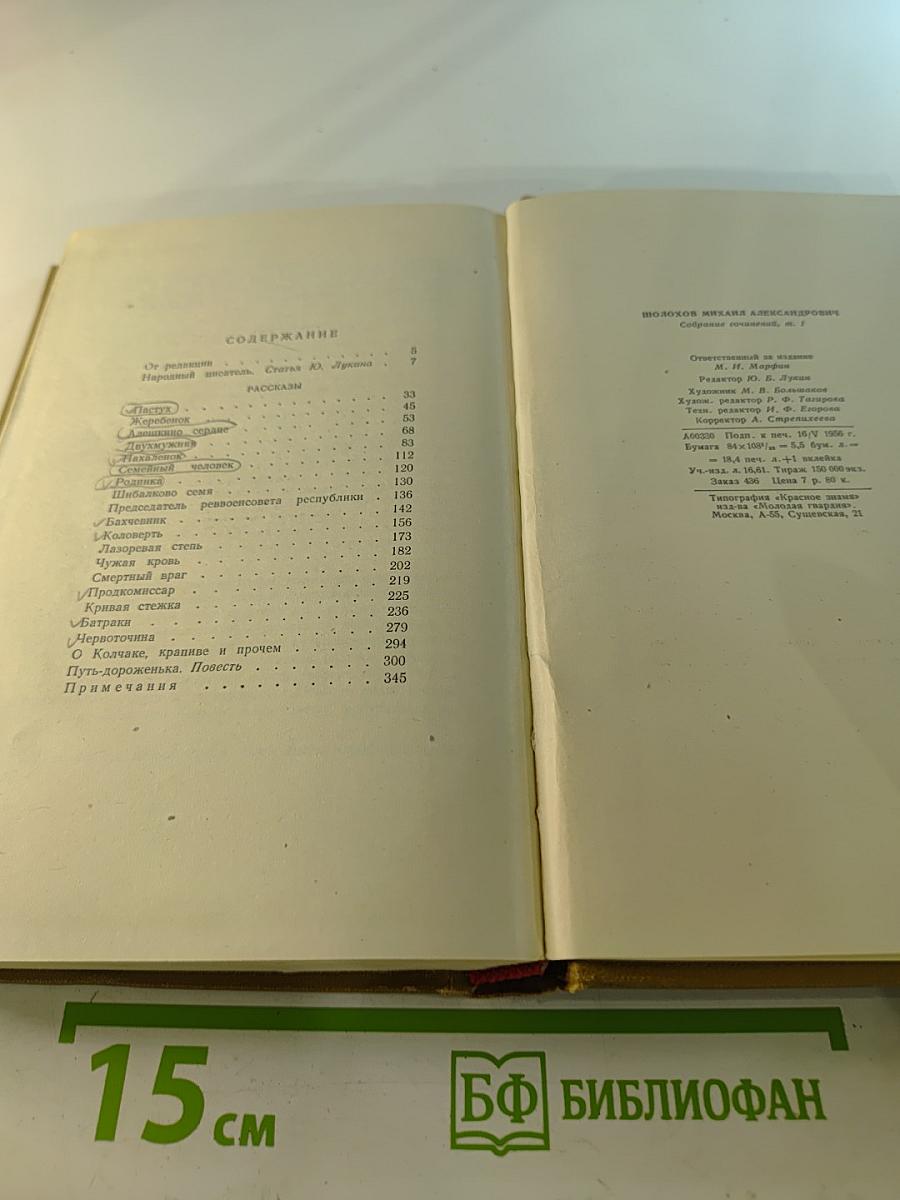 СОДЕРЖАНИЕ
От редакции . . . . . . . . . . 5
Народный писатель. Статья Ю. Лукина . 7
РАССКАЗЫ
Пастух . . . . . . . . . . 33
Жеребенок . . . . . . . . . . 45
Алешкино сердце . . . . . . . . . . 53
Двухмужняя . . . . . . . . . . 68
Нахаленок . . . . . . . . . . 83
Семейный человек . . . . . . . . . . 112
Родинка . . . . . . . . . . 120
Шибалково семя . . . . . . . . . . 130
Председатель реввоенсовета республики . 136
Бахчевник . . . . . . . . . . 142
Коловерть . . . . . . . . . . 156
Лазоревая степь . . . . . . . . . . 173
Чужая кровь . . . . . . . . . . 182
Смертный враг . . . . . . . . . . 202
Продкомиссар . . . . . . . . . . 219
Кривая стежка . . . . . . . . . . 225
Батраки . . . . . . . . . . 236
Червоточина . . . . . . . . . . 279
О Колчаке, крапиве и прочем . . . . . . 294
Путь-дороженька. Повесть . . . . . . . 300
Примечания . . . . . . . . . . 345
ШОЛОХОВ МИХАИЛ АЛЕКСАНДРОВИЧ
Собрание сочинений, т. 1
Ответственный за издание
М. И. Марфин
Редактор Ю. Б. Лукин
Художник М. В. Большаков
Худож. редактор Р. Ф. Тагирова
Техн. редактор И. Ф. Егорова
Корректор А. Стрепихеева
А00330 Подп. к печ. 16/V 1956 г.
Бумага 84×108¹/₃₂ = 5,5 бум. л. =
= 18,4 печ. л.+1 вклейка
Уч.-изд. л. 16,61. Тираж 150 000 экз.
Заказ 436 Цена 7 р. 80 к.
Типография «Красное знамя»
изд-ва «Молодая гвардия».
Москва, А-55, Сущевская, 21
15 см
БФ БИБЛИОФАН